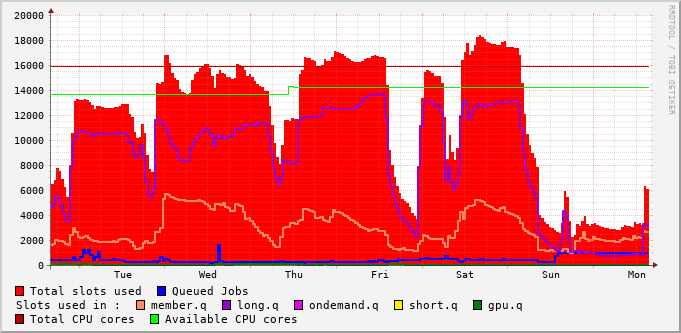 20000
18000
16000
14000
12000
10000
8000
6000
4000
2000
0
Tue Wed Thu Fri Sat Sun Mon
RRDTOOL / TOBI OETIKER
Total slots used Queued Jobs
Slots used in : member.q long.q ondemand.q short.q gpu.q
Total CPU cores Available CPU cores